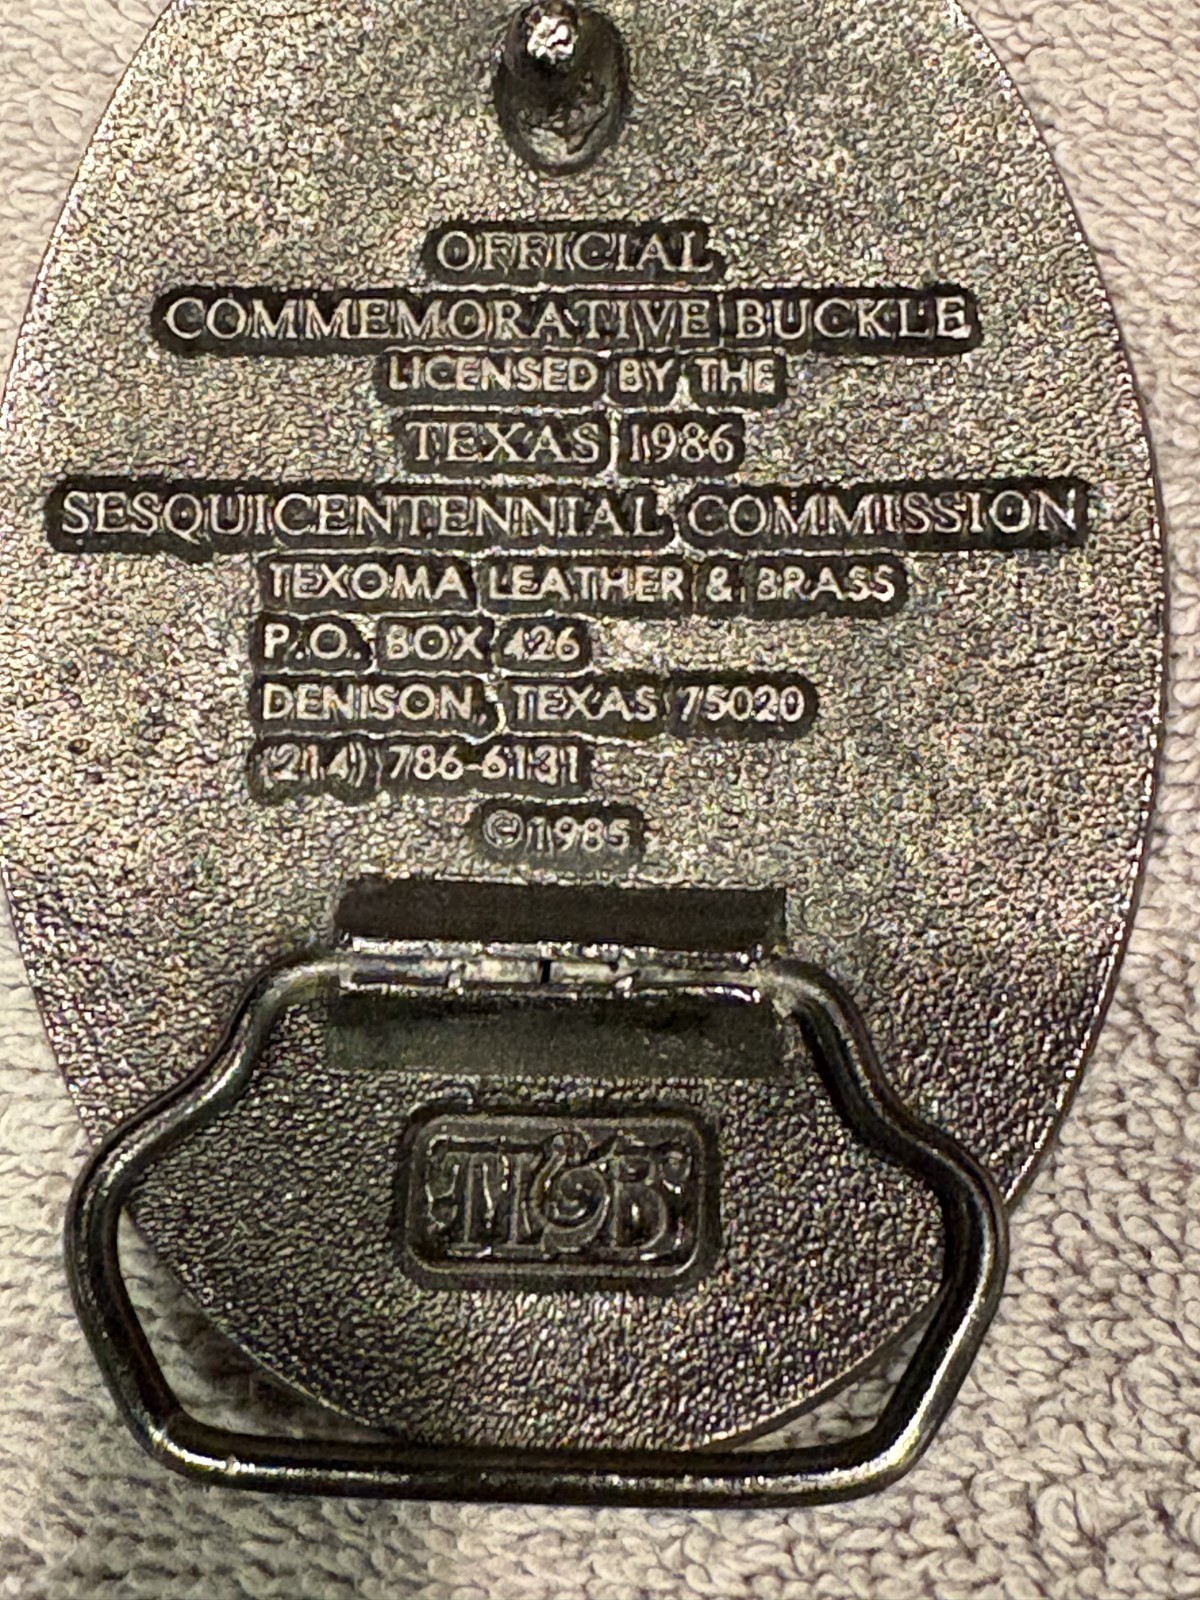 OFFICIAL
COMMEMORATIVE BUCKLE
LICENSED BY THE
TEXAS 1986
SESQUICENTENNIAL COMMISSION
TEXOMA LEATHER & BRASS
P.O. BOX 426
DENISON, TEXAS 75020
(214) 786-6131
©1985
TL&B